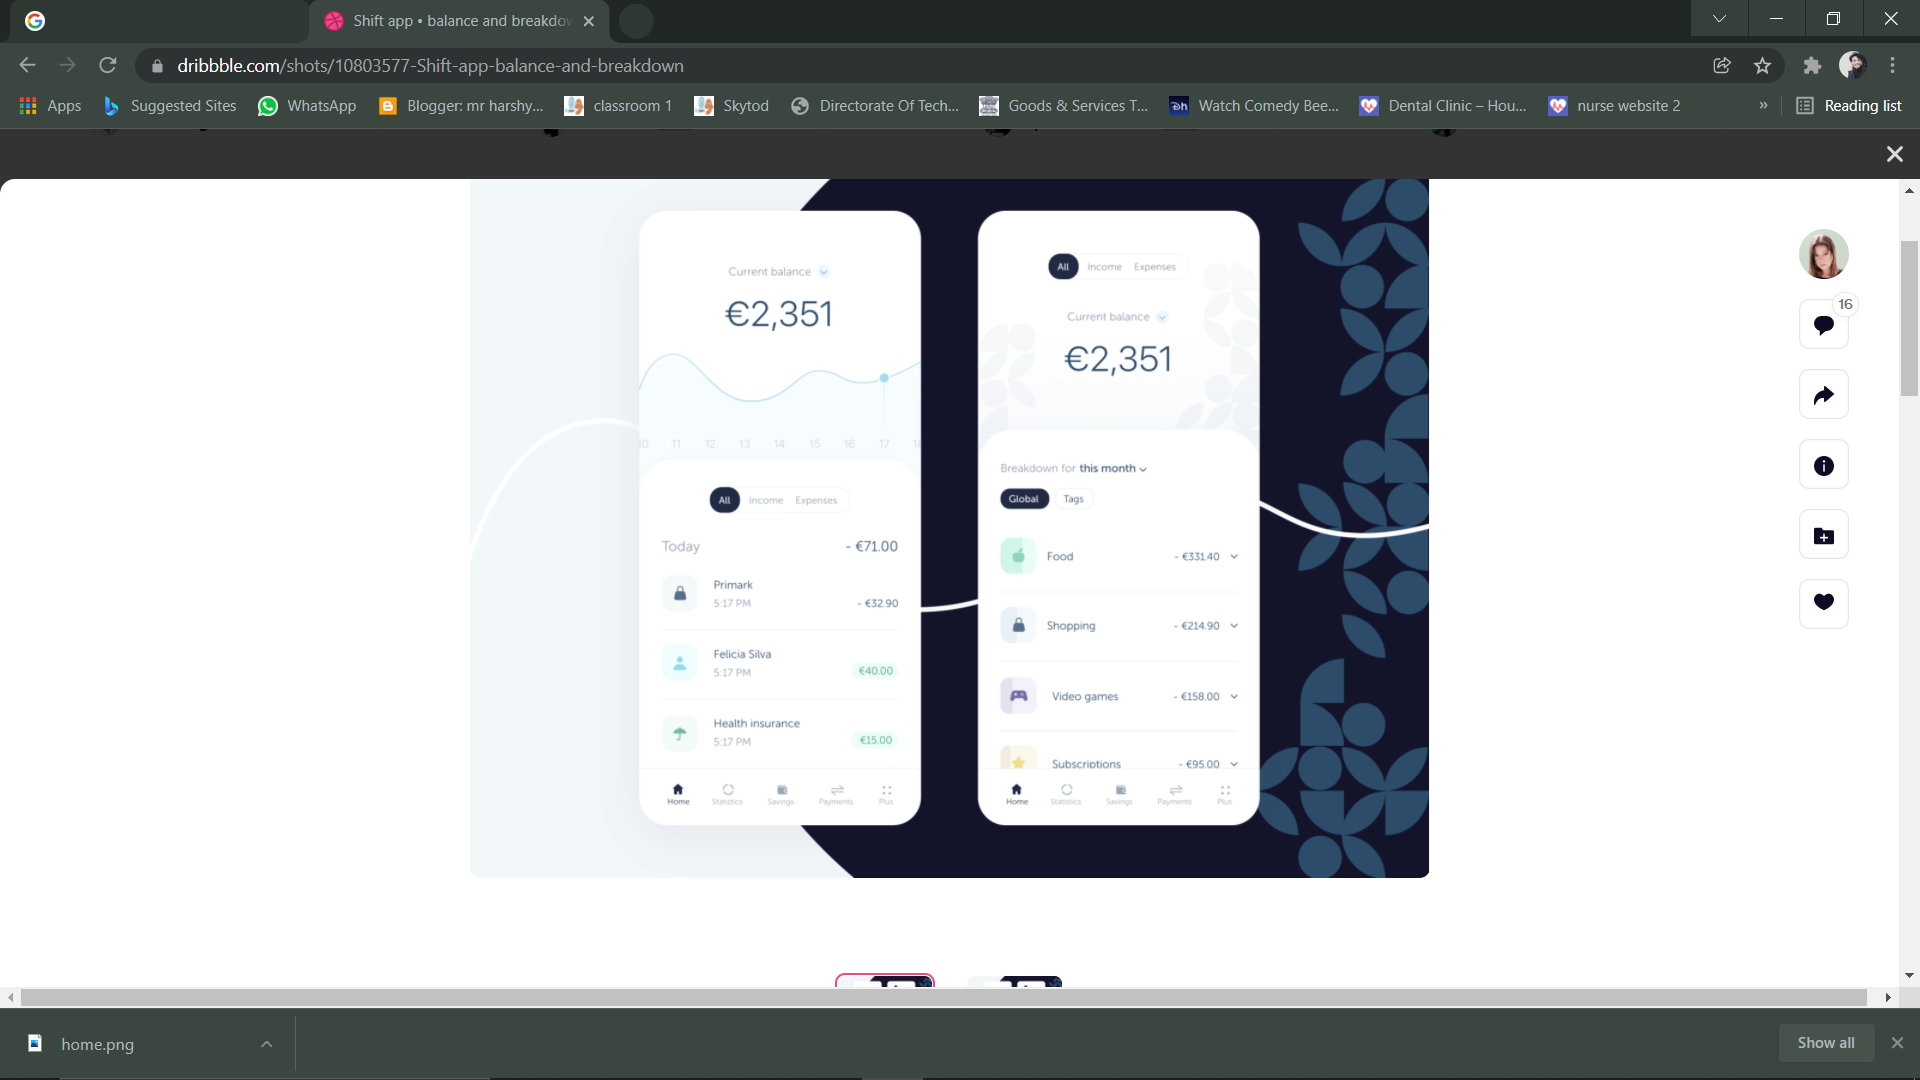 Shift app • balance and breakdow
dribbble.com/shots/10803577-Shift-app-balance-and-breakdown
Apps
Suggested Sites
WhatsApp
Blogger: mr harshy...
classroom 1
Skytod
Directorate Of Tech...
Goods & Services T...
Watch Comedy Bee...
Dental Clinic – Hou...
nurse website 2
»
Reading list
16
Current balance
€2,351
10 11 12 13 14 15 16 17 18
All Income Expenses
Today - €71.00
Primark
5:17 PM - €32.90
Felicia Silva
5:17 PM €40.00
Health insurance
5:17 PM €15.00
Home Statistics Savings Payments Plus
All Income Expenses
Current balance
€2,351
Breakdown for this month
Global Tags
Food - €331.40
Shopping - €214.90
Video games - €158.00
Subscriptions - €95.00
Home Statistics Savings Payments Plus
home.png
Show all